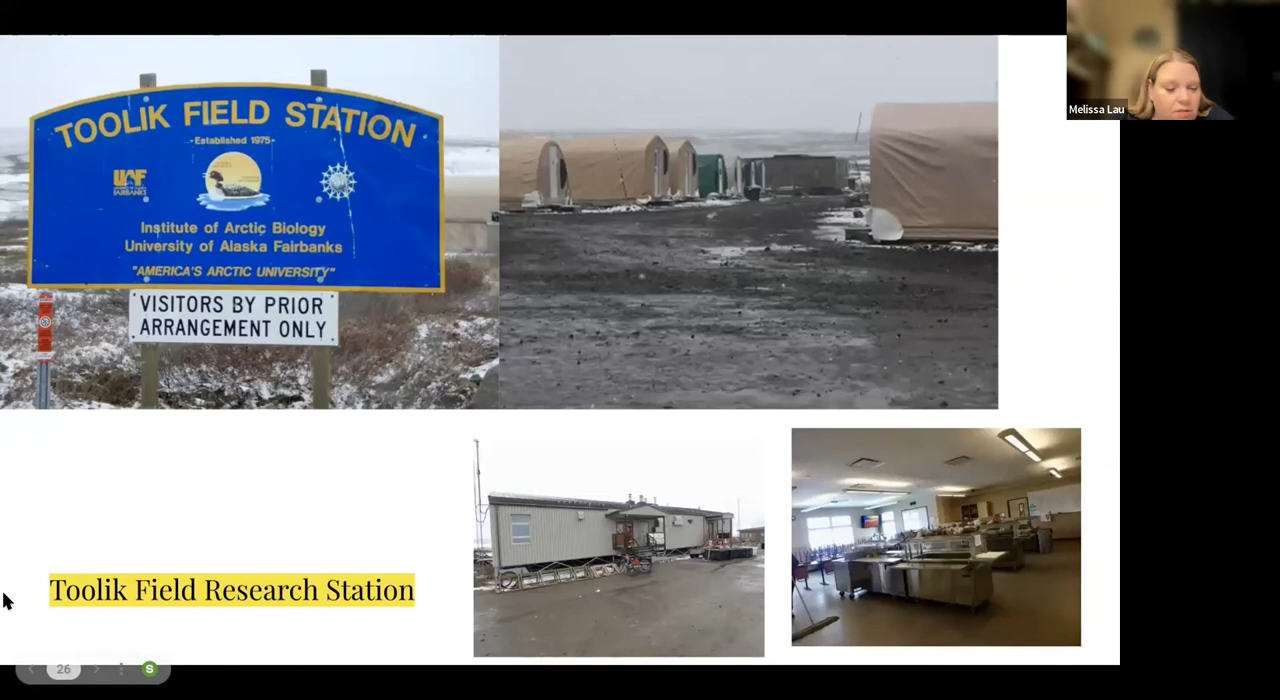 TOOLIK FIELD STATION
-Established 1975-
UAF
FAIRBANKS
Institute of Arctic Biology
University of Alaska Fairbanks
"AMERICA'S ARCTIC UNIVERSITY"
VISITORS BY PRIOR
ARRANGEMENT ONLY
Melissa Lau
Toolik Field Research Station
26
S